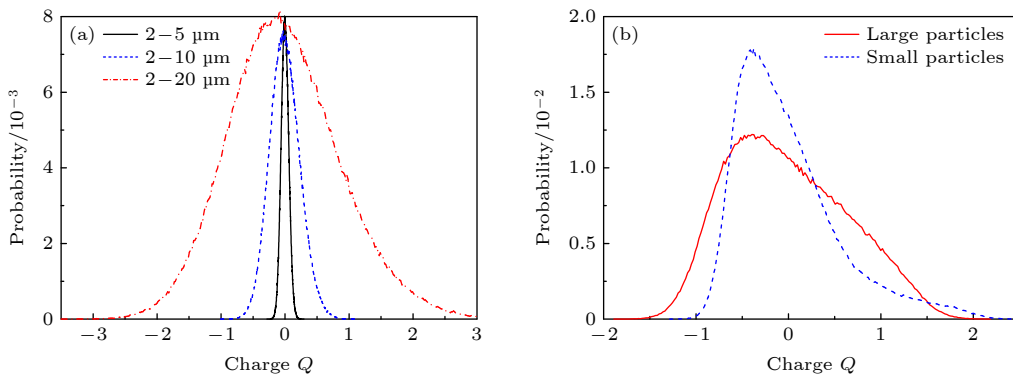 (a)
2−5 µm
2−10 µm
2−20 µm
8
6
4
2
0
Probability/10−3
−3 −2 −1 0 1 2 3
Charge Q
(b)
Large particles
Small particles
2.0
1.5
1.0
0.5
0
Probability/10−2
−2 −1 0 1 2
Charge Q